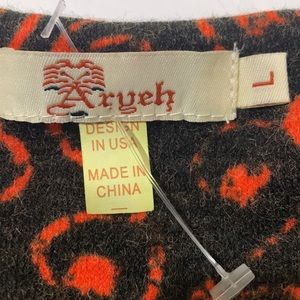 Aryeh
L
DESIGN
IN USA
MADE IN
CHINA